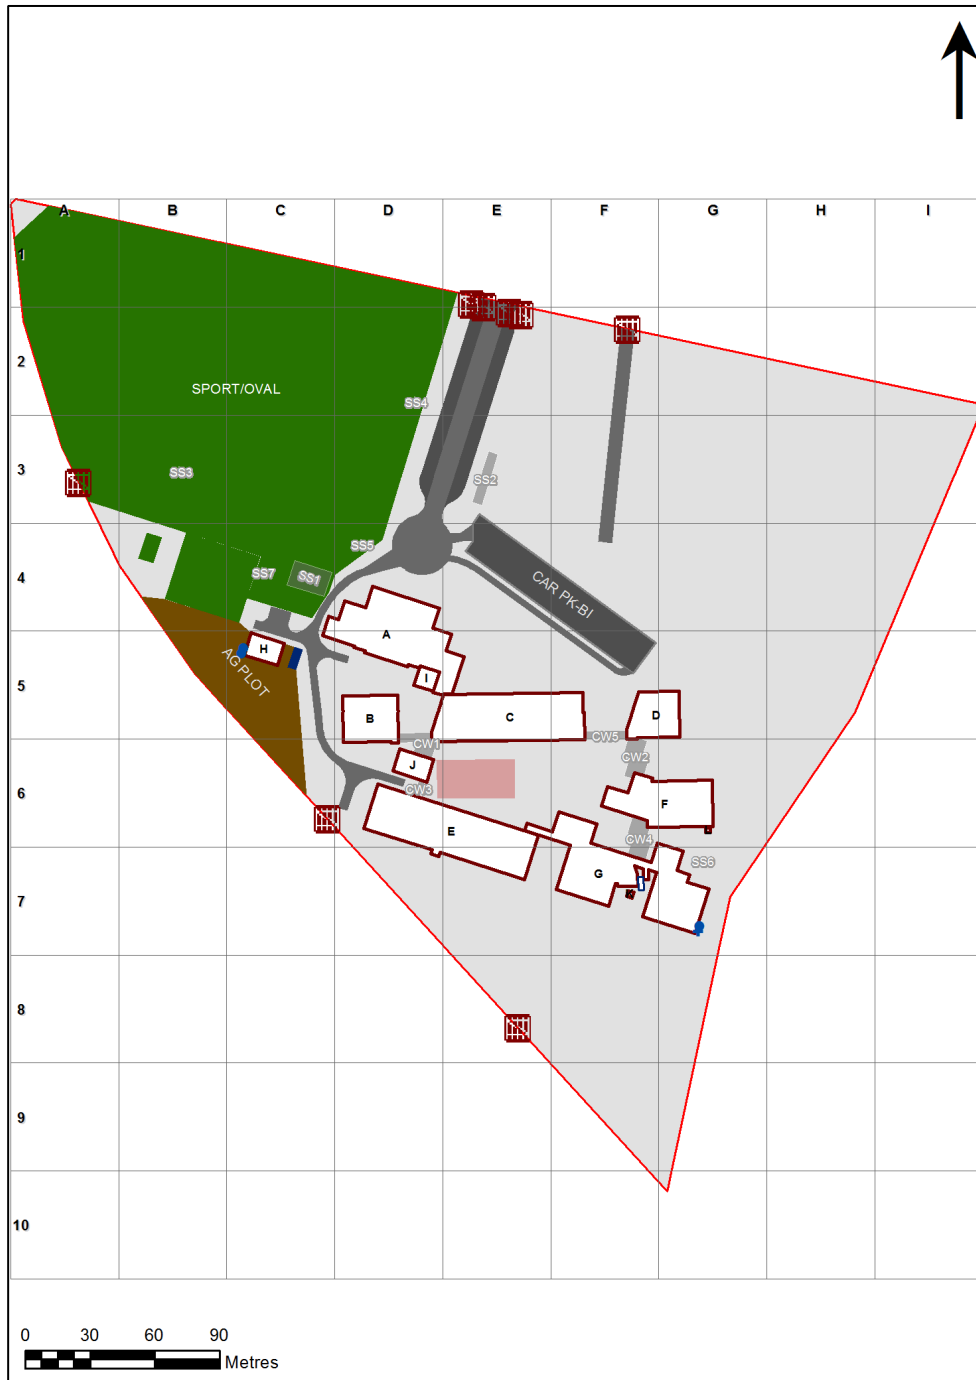 A B C D E F G H I
1
2
SPORT/OVAL
SS4
3
SS3
SS2
SS5
4
SS7
SS1
CAR PK-BI
A
H
AG PLOT
5
I
B
C
D
CW1
CW5
CW2
J
6
CW3
F
E
CW4
SS6
7
G
8
9
10
0 30 60 90
Metres